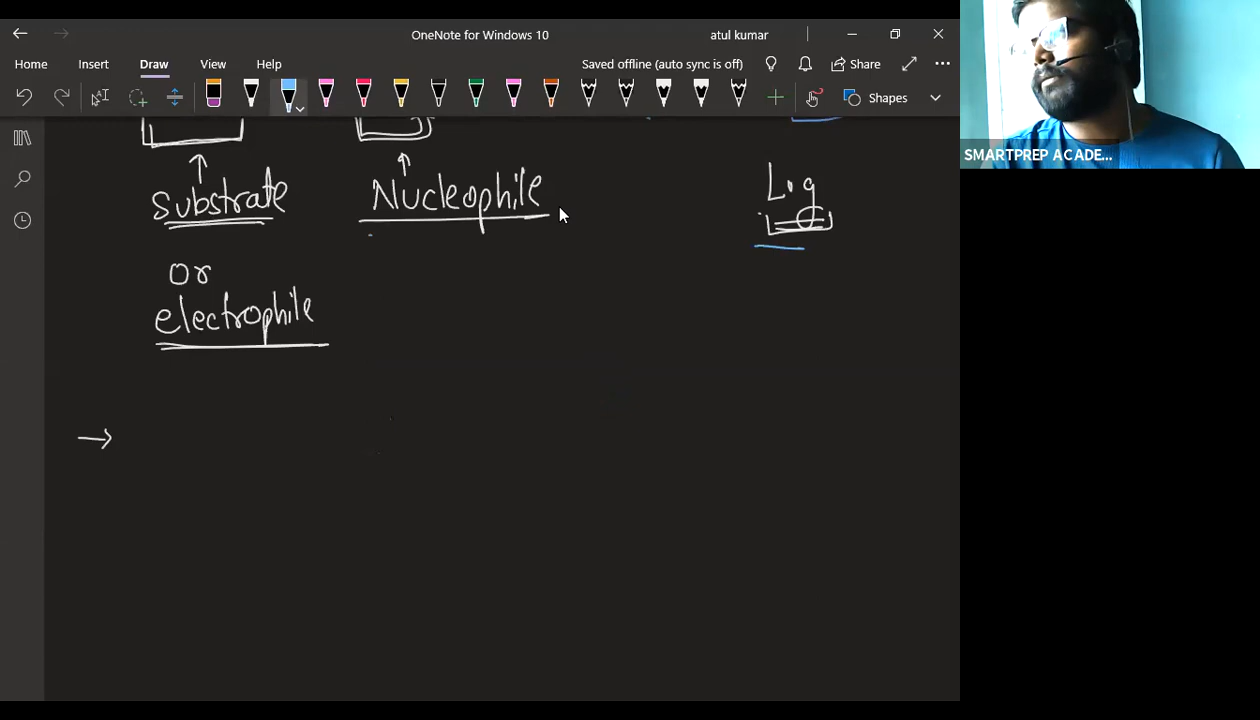 OneNote for Windows 10
atul kumar
Home
Insert
Draw
View
Help
Saved offline (auto sync is off)
Share
Shapes
SMARTPREP ACADE...
Substrate
Nucleophile
L.g
or
electrophile